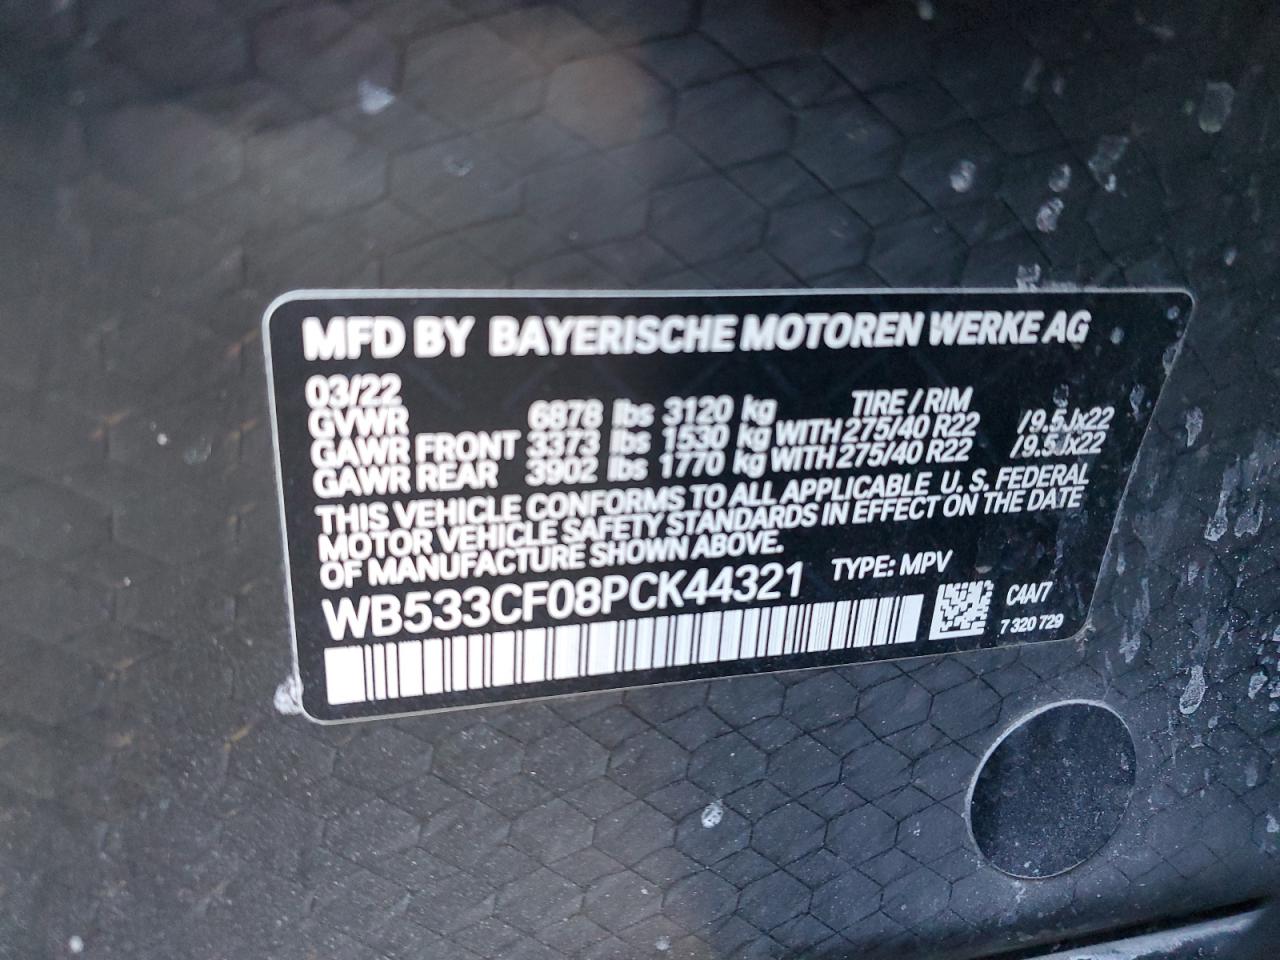 MFD BY BAYERISCHE MOTOREN WERKE AG
03/22 TIRE / RIM
GVWR 6878 lbs 3120 kg
GAWR FRONT 3373 lbs 1530 kg WITH 275/40 R22 /9.5Jx22
GAWR REAR 3902 lbs 1770 kg WITH 275/40 R22 /9.5Jx22
THIS VEHICLE CONFORMS TO ALL APPLICABLE U.S. FEDERAL
MOTOR VEHICLE SAFETY STANDARDS IN EFFECT ON THE DATE
OF MANUFACTURE SHOWN ABOVE.
WB533CF08PCK44321 TYPE: MPV
C4A/7
7 320 729